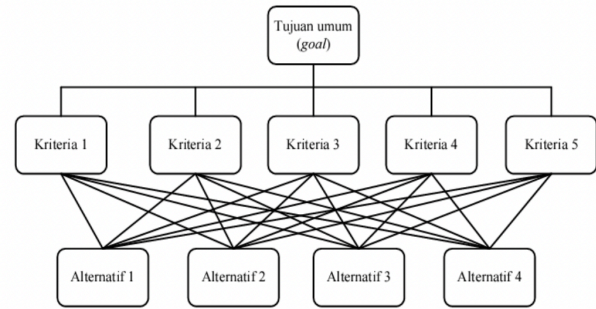 Tujuan umum
(goal)
Kriteria 1
Kriteria 2
Kriteria 3
Kriteria 4
Kriteria 5
Alternatif 1
Alternatif 2
Alternatif 3
Alternatif 4